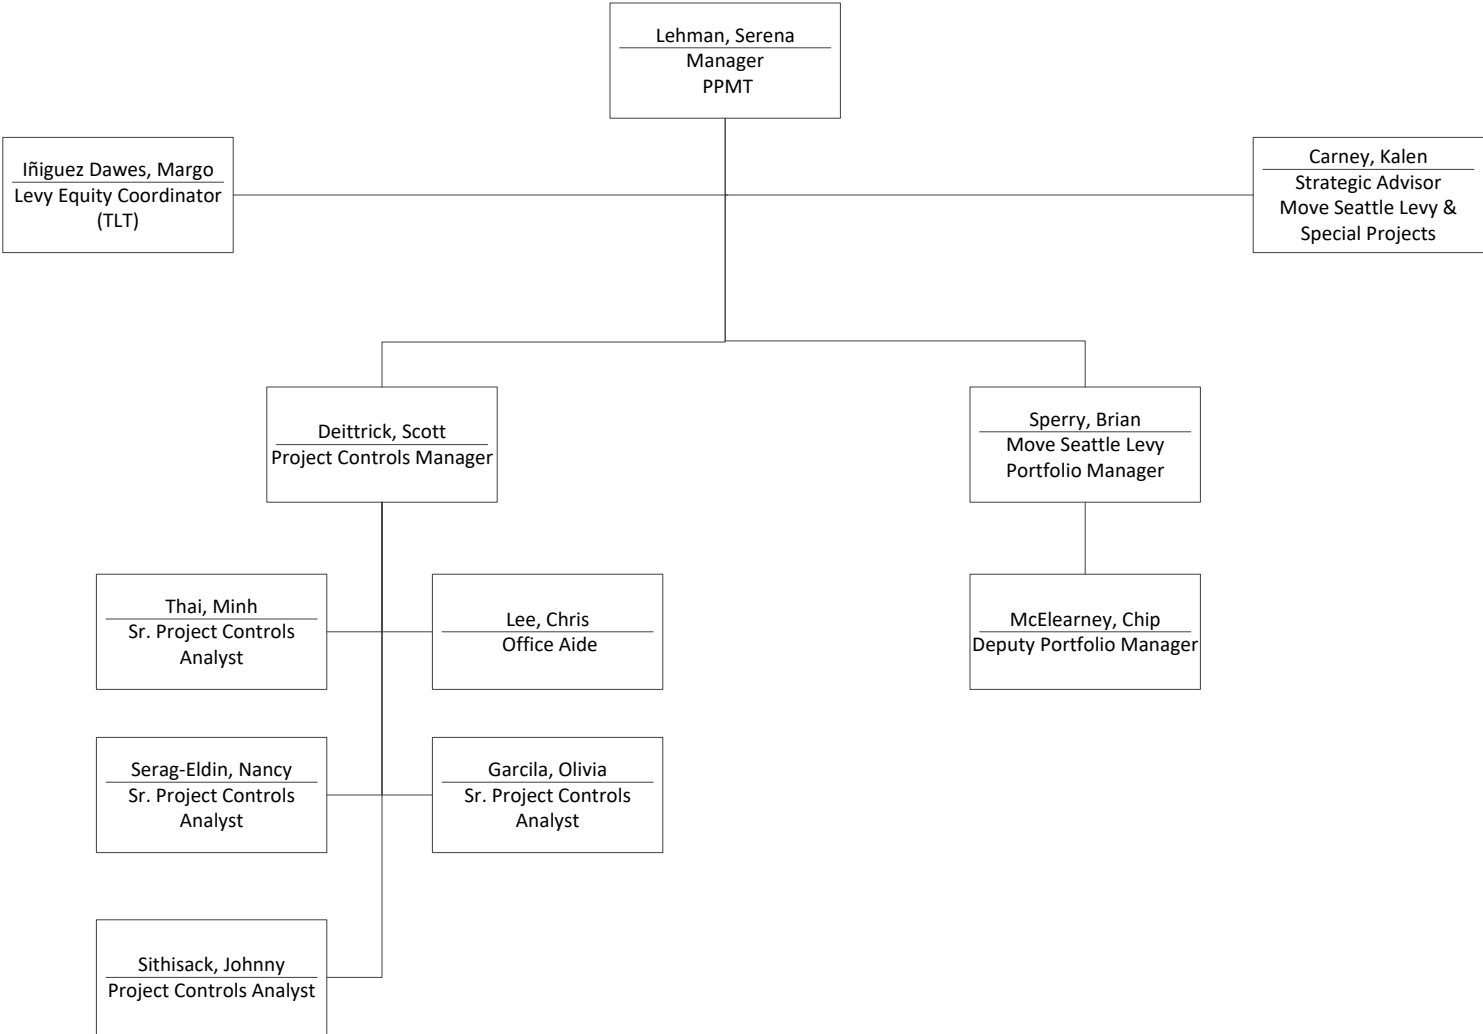 Lehman, Serena
Manager
PPMT
Iñiguez Dawes, Margo
Levy Equity Coordinator
(TLT)
Carney, Kalen
Strategic Advisor
Move Seattle Levy &
Special Projects
Deittrick, Scott
Project Controls Manager
Sperry, Brian
Move Seattle Levy
Portfolio Manager
Thai, Minh
Sr. Project Controls
Analyst
Lee, Chris
Office Aide
McElearney, Chip
Deputy Portfolio Manager
Serag-Eldin, Nancy
Sr. Project Controls
Analyst
Garcila, Olivia
Sr. Project Controls
Analyst
Sithisack, Johnny
Project Controls Analyst